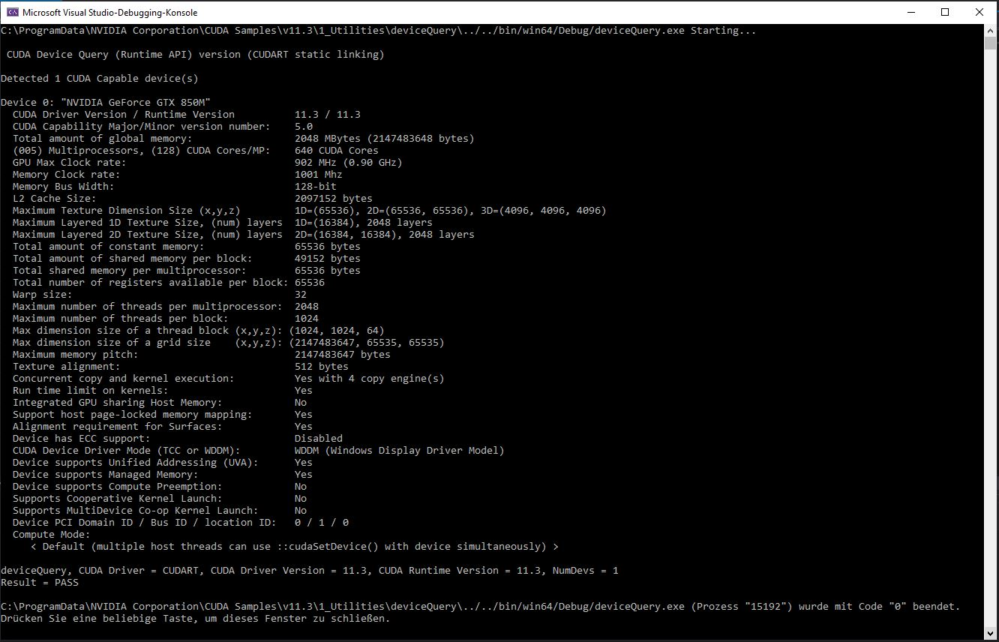 Microsoft Visual Studio-Debugging-Konsole
C:\ProgramData\NVIDIA Corporation\CUDA Samples\v11.3\1_Utilities\deviceQuery\../../bin/win64/Debug/deviceQuery.exe Starting...
CUDA Device Query (Runtime API) version (CUDART static linking)
Detected 1 CUDA Capable device(s)
Device 0: "NVIDIA GeForce GTX 850M"
CUDA Driver Version / Runtime Version 11.3 / 11.3
CUDA Capability Major/Minor version number: 5.0
Total amount of global memory: 2048 MBytes (2147483648 bytes)
(005) Multiprocessors, (128) CUDA Cores/MP: 640 CUDA Cores
GPU Max Clock rate: 902 MHz (0.90 GHz)
Memory Clock rate: 1001 Mhz
Memory Bus Width: 128-bit
L2 Cache Size: 2097152 bytes
Maximum Texture Dimension Size (x,y,z) 1D=(65536), 2D=(65536, 65536), 3D=(4096, 4096, 4096)
Maximum Layered 1D Texture Size, (num) layers 1D=(16384), 2048 layers
Maximum Layered 2D Texture Size, (num) layers 2D=(16384, 16384), 2048 layers
Total amount of constant memory: 65536 bytes
Total amount of shared memory per block: 49152 bytes
Total shared memory per multiprocessor: 65536 bytes
Total number of registers available per block: 65536
Warp size: 32
Maximum number of threads per multiprocessor: 2048
Maximum number of threads per block: 1024
Max dimension size of a thread block (x,y,z): (1024, 1024, 64)
Max dimension size of a grid size (x,y,z): (2147483647, 65535, 65535)
Maximum memory pitch: 2147483647 bytes
Texture alignment: 512 bytes
Concurrent copy and kernel execution: Yes with 4 copy engine(s)
Run time limit on kernels: Yes
Integrated GPU sharing Host Memory: No
Support host page-locked memory mapping: Yes
Alignment requirement for Surfaces: Yes
Device has ECC support: Disabled
CUDA Device Driver Mode (TCC or WDDM): WDDM (Windows Display Driver Model)
Device supports Unified Addressing (UVA): Yes
Device supports Managed Memory: Yes
Device supports Compute Preemption: No
Supports Cooperative Kernel Launch: No
Supports MultiDevice Co-op Kernel Launch: No
Device PCI Domain ID / Bus ID / location ID: 0 / 1 / 0
Compute Mode:
< Default (multiple host threads can use ::cudaSetDevice() with device simultaneously) >
deviceQuery, CUDA Driver = CUDART, CUDA Driver Version = 11.3, CUDA Runtime Version = 11.3, NumDevs = 1
Result = PASS
C:\ProgramData\NVIDIA Corporation\CUDA Samples\v11.3\1_Utilities\deviceQuery\../../bin/win64/Debug/deviceQuery.exe (Prozess "15192") wurde mit Code "0" beendet.
Drücken Sie eine beliebige Taste, um dieses Fenster zu schließen.